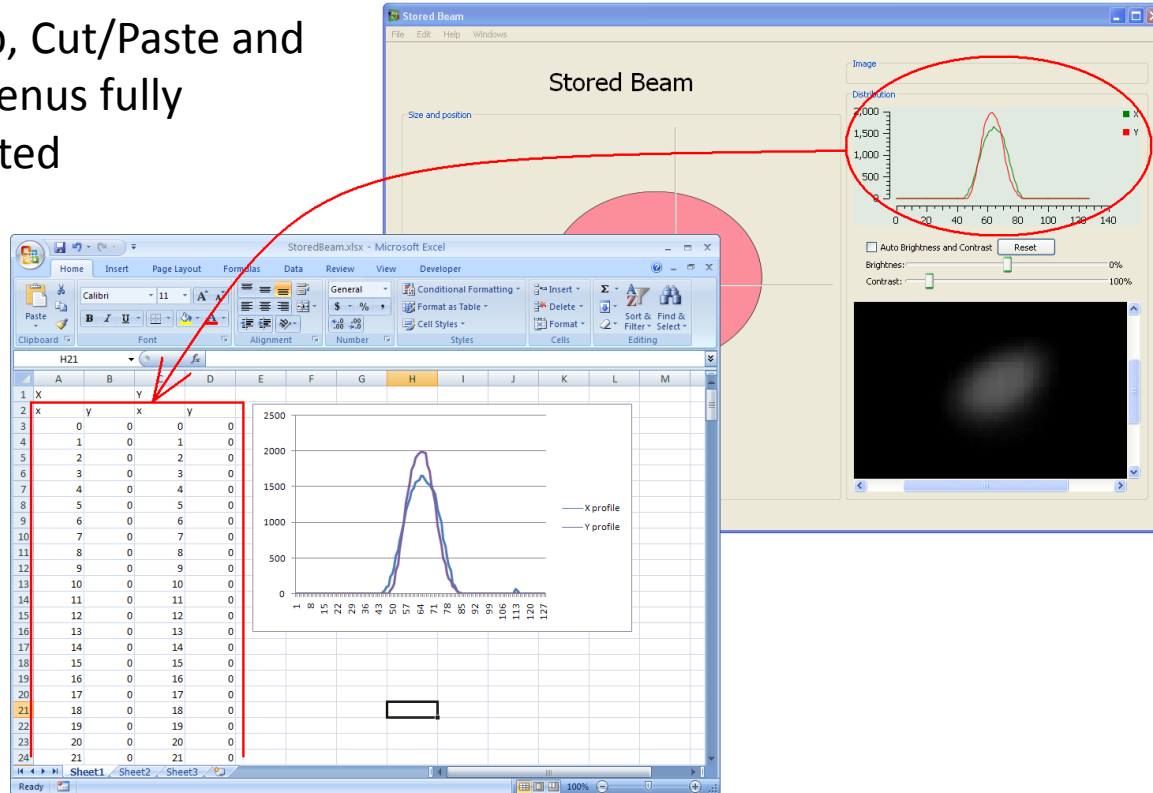 , Cut/Paste and
enus fully
ted
Stored Beam
File Edit Help Windows
Stored Beam
Size and position
Image
Distribution
2,000
1,500
1,000
500
0
X
Y
0 20 40 60 80 100 120 140
Auto Brightness and Contrast Reset
Brightnes: 0%
Contrast: 100%
StoredBeam.xlsx - Microsoft Excel
Home Insert Page Layout Formulas Data Review View Developer
Paste
Calibri 11 A A
B I U A
General
$ % ,
.0 .00 .00 .0
Conditional Formatting
Format as Table
Cell Styles
Insert
Delete
Format
Σ
Sort & Filter
Find & Select
Clipboard Font Alignment Number Styles Cells Editing
H21 fx
A B C D E F G H I J K L M
1 X Y
2 x y x y
3 0 0 0 0
4 1 0 1 0
5 2 0 2 0
6 3 0 3 0
7 4 0 4 0
8 5 0 5 0
9 6 0 6 0
10 7 0 7 0
11 8 0 8 0
12 9 0 9 0
13 10 0 10 0
14 11 0 11 0
15 12 0 12 0
16 13 0 13 0
17 14 0 14 0
18 15 0 15 0
19 16 0 16 0
20 17 0 17 0
21 18 0 18 0
22 19 0 19 0
23 20 0 20 0
24 21 0 21 0
2500
2000
1500
1000
500
0
1 8 15 22 29 36 43 50 57 64 71 78 85 92 99 106 113 120 127
X profile
Y profile
Sheet1 Sheet2 Sheet3
Ready 100%